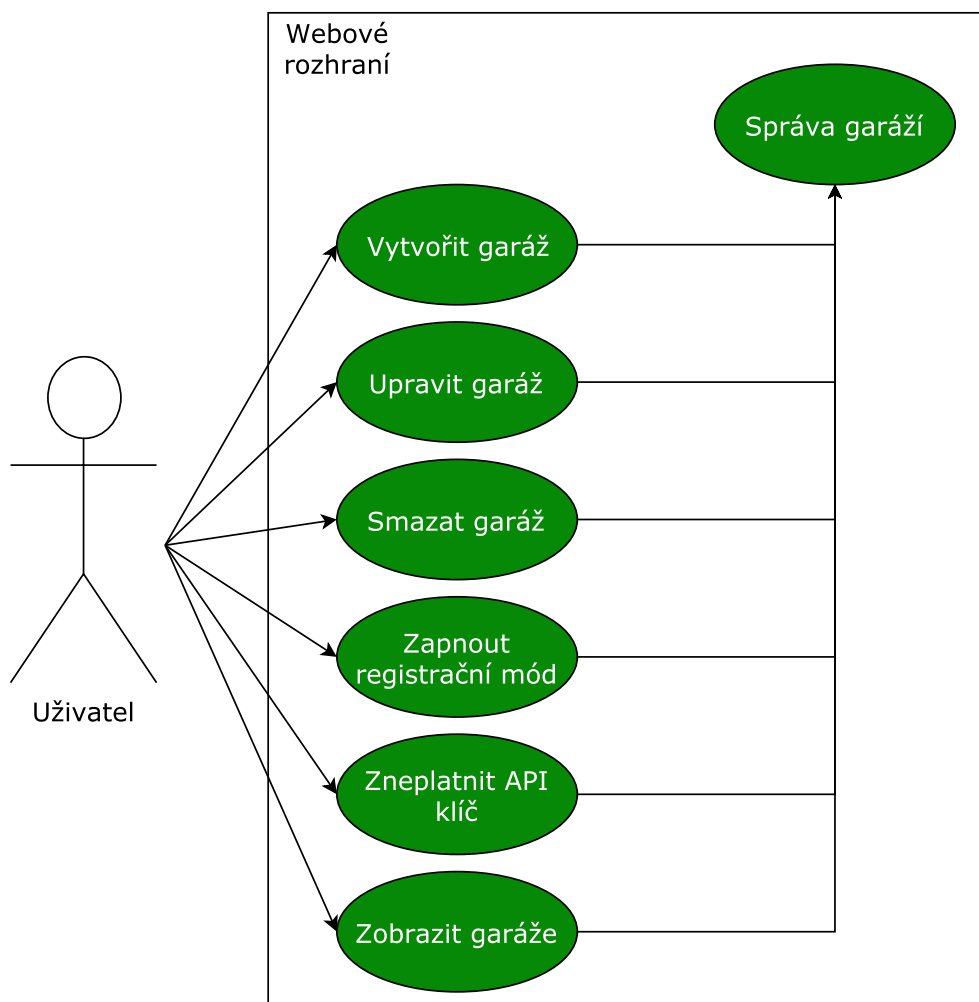 Webové
rozhraní
Správa garáží
Vytvořit garáž
Upravit garáž
Smazat garáž
Zapnout
registrační mód
Uživatel
Zneplatnit API
klíč
Zobrazit garáže